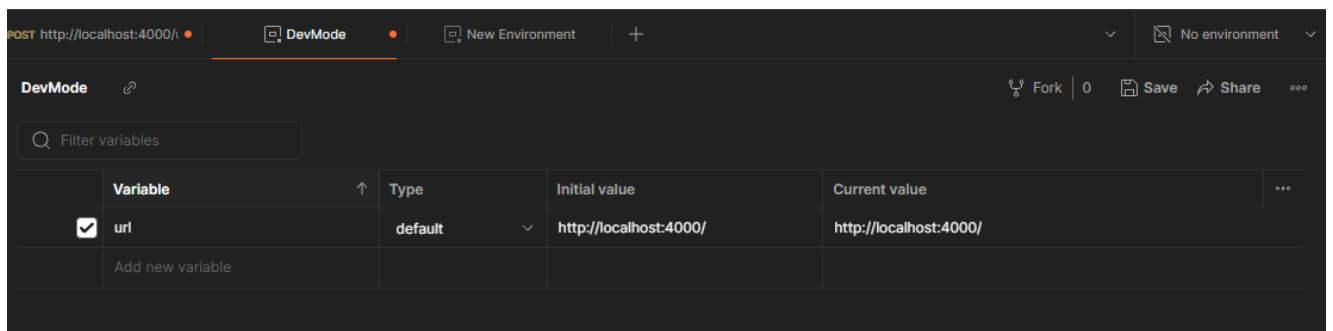 POST http://localhost:4000/ DevMode New Environment No environment
DevMode Fork 0 Save Share
Filter variables
Variable Type Initial value Current value
url default http://localhost:4000/ http://localhost:4000/
Add new variable